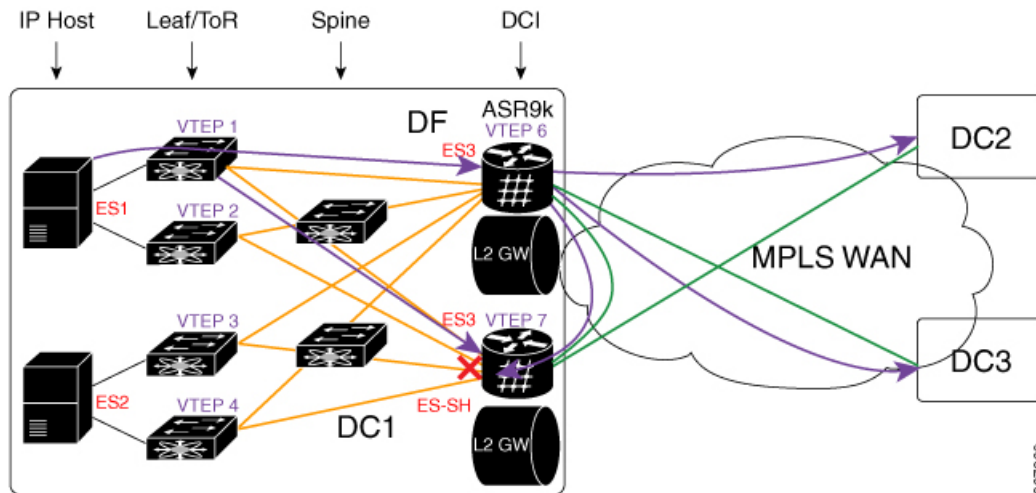 IP Host
Leaf/ToR
Spine
DCI
ASR9k
DF
VTEP 1
VTEP 6
ES3
DC2
ES1
VTEP 2
L2 GW
MPLS WAN
VTEP 3
ES3
VTEP 7
DC3
ES2
VTEP 4
ES-SH
DC1
L2 GW